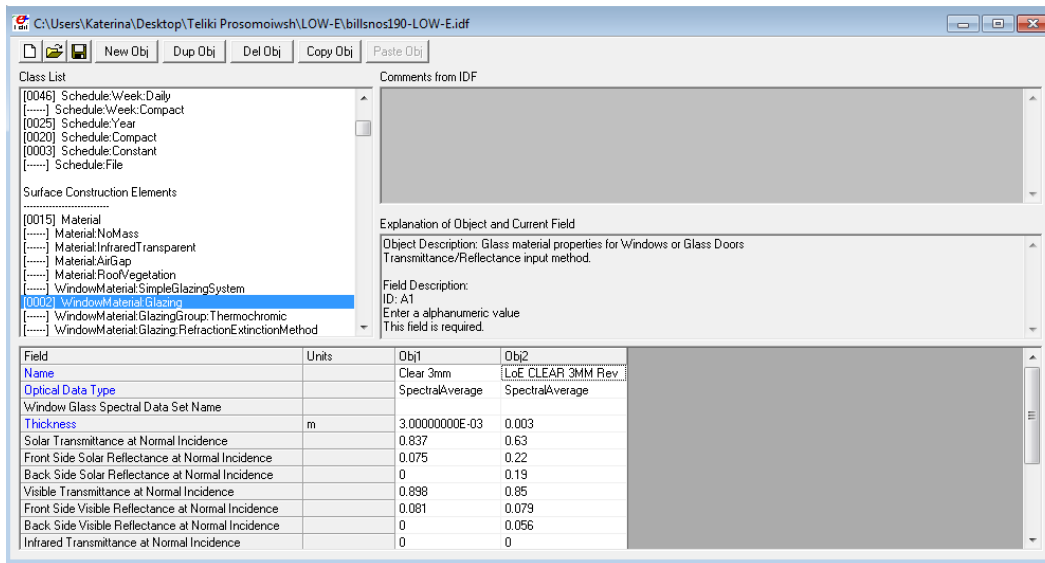 C:\Users\Katerina\Desktop\Teliki Prosomoiwsh\LOW-E\billsnos190-LOW-E.idf
New Obj Dup Obj Del Obj Copy Obj Paste Obj
Class List
[0046] Schedule:Week:Daily
[------] Schedule:Week:Compact
[0025] Schedule:Year
[0020] Schedule:Compact
[0003] Schedule:Constant
[------] Schedule:File
Surface Construction Elements
--------------------------
[0015] Material
[------] Material:NoMass
[------] Material:InfraredTransparent
[------] Material:AirGap
[------] Material:RoofVegetation
[------] WindowMaterial:SimpleGlazingSystem
[0002] WindowMaterial:Glazing
[------] WindowMaterial:GlazingGroup:Thermochromic
[------] WindowMaterial:Glazing:RefractionExtinctionMethod
Comments from IDF
Explanation of Object and Current Field
Object Description: Glass material properties for Windows or Glass Doors
Transmittance/Reflectance input method.
Field Description:
ID: A1
Enter a alphanumeric value
This field is required.
Field Units Obj1 Obj2
Name Clear 3mm LoE CLEAR 3MM Rev
Optical Data Type SpectralAverage SpectralAverage
Window Glass Spectral Data Set Name
Thickness m 3.00000000E-03 0.003
Solar Transmittance at Normal Incidence 0.837 0.63
Front Side Solar Reflectance at Normal Incidence 0.075 0.22
Back Side Solar Reflectance at Normal Incidence 0 0.19
Visible Transmittance at Normal Incidence 0.898 0.85
Front Side Visible Reflectance at Normal Incidence 0.081 0.079
Back Side Visible Reflectance at Normal Incidence 0 0.056
Infrared Transmittance at Normal Incidence 0 0